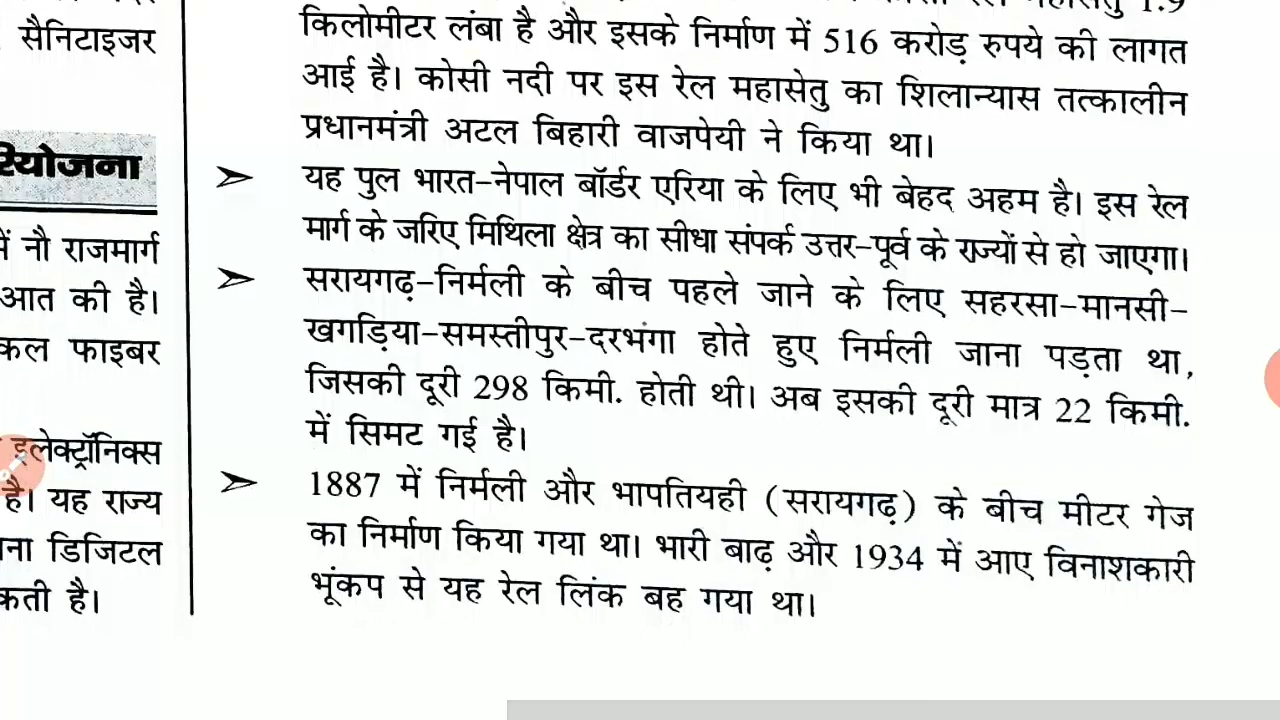 सैनिटाइजर
रियोजना
में नौ राजमार्ग
आत की है।
कल फाइबर
इलेक्ट्रॉनिक्स
है। यह राज्य
ना डिजिटल
कती है।
रेल महासेतु 1.9
किलोमीटर लंबा है और इसके निर्माण में 516 करोड़ रुपये की लागत
आई है। कोसी नदी पर इस रेल महासेतु का शिलान्यास तत्कालीन
प्रधानमंत्री अटल बिहारी वाजपेयी ने किया था।
➢ यह पुल भारत-नेपाल बॉर्डर एरिया के लिए भी बेहद अहम है। इस रेल
मार्ग के जरिए मिथिला क्षेत्र का सीधा संपर्क उत्तर-पूर्व के राज्यों से हो जाएगा।
➢ सरायगढ़-निर्मली के बीच पहले जाने के लिए सहरसा-मानसी-
खगड़िया-समस्तीपुर-दरभंगा होते हुए निर्मली जाना पड़ता था,
जिसकी दूरी 298 किमी. होती थी। अब इसकी दूरी मात्र 22 किमी.
में सिमट गई है।
➢ 1887 में निर्मली और भापतियही (सरायगढ़) के बीच मीटर गेज
का निर्माण किया गया था। भारी बाढ़ और 1934 में आए विनाशकारी
भूंकप से यह रेल लिंक बह गया था।